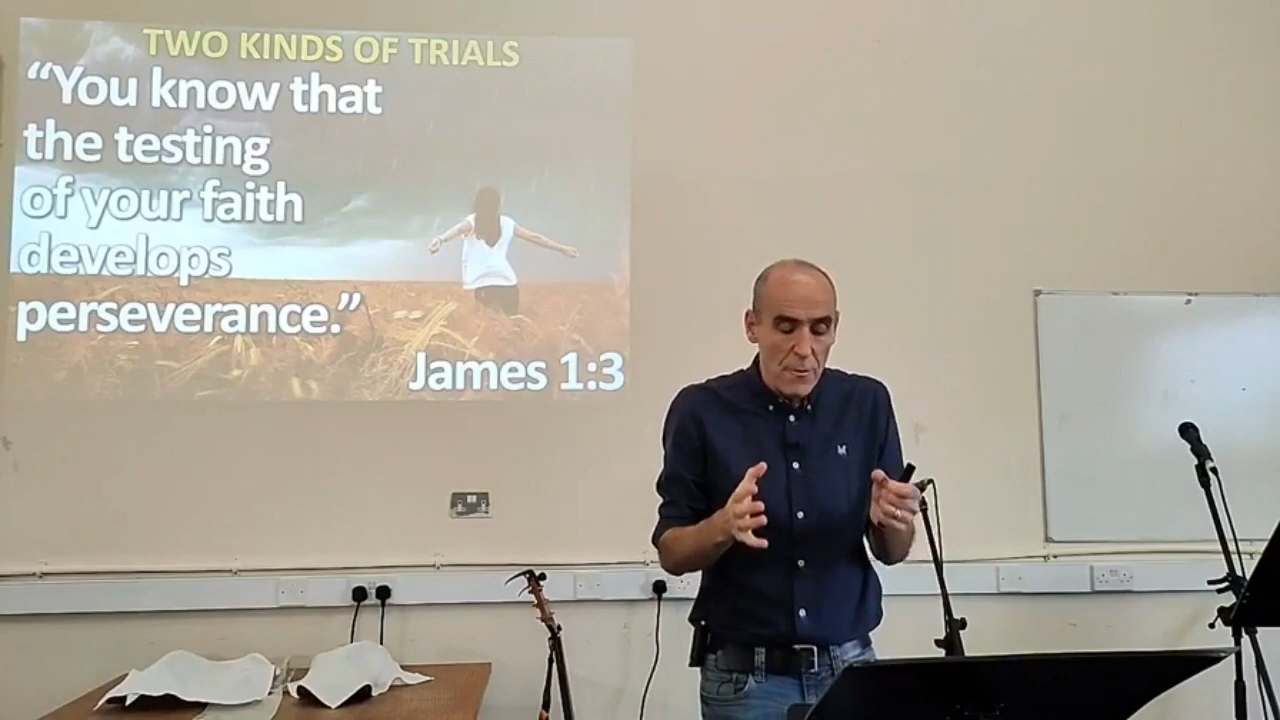 TWO KINDS OF TRIALS
“You know that
the testing
of your faith
develops
perseverance.”
James 1:3